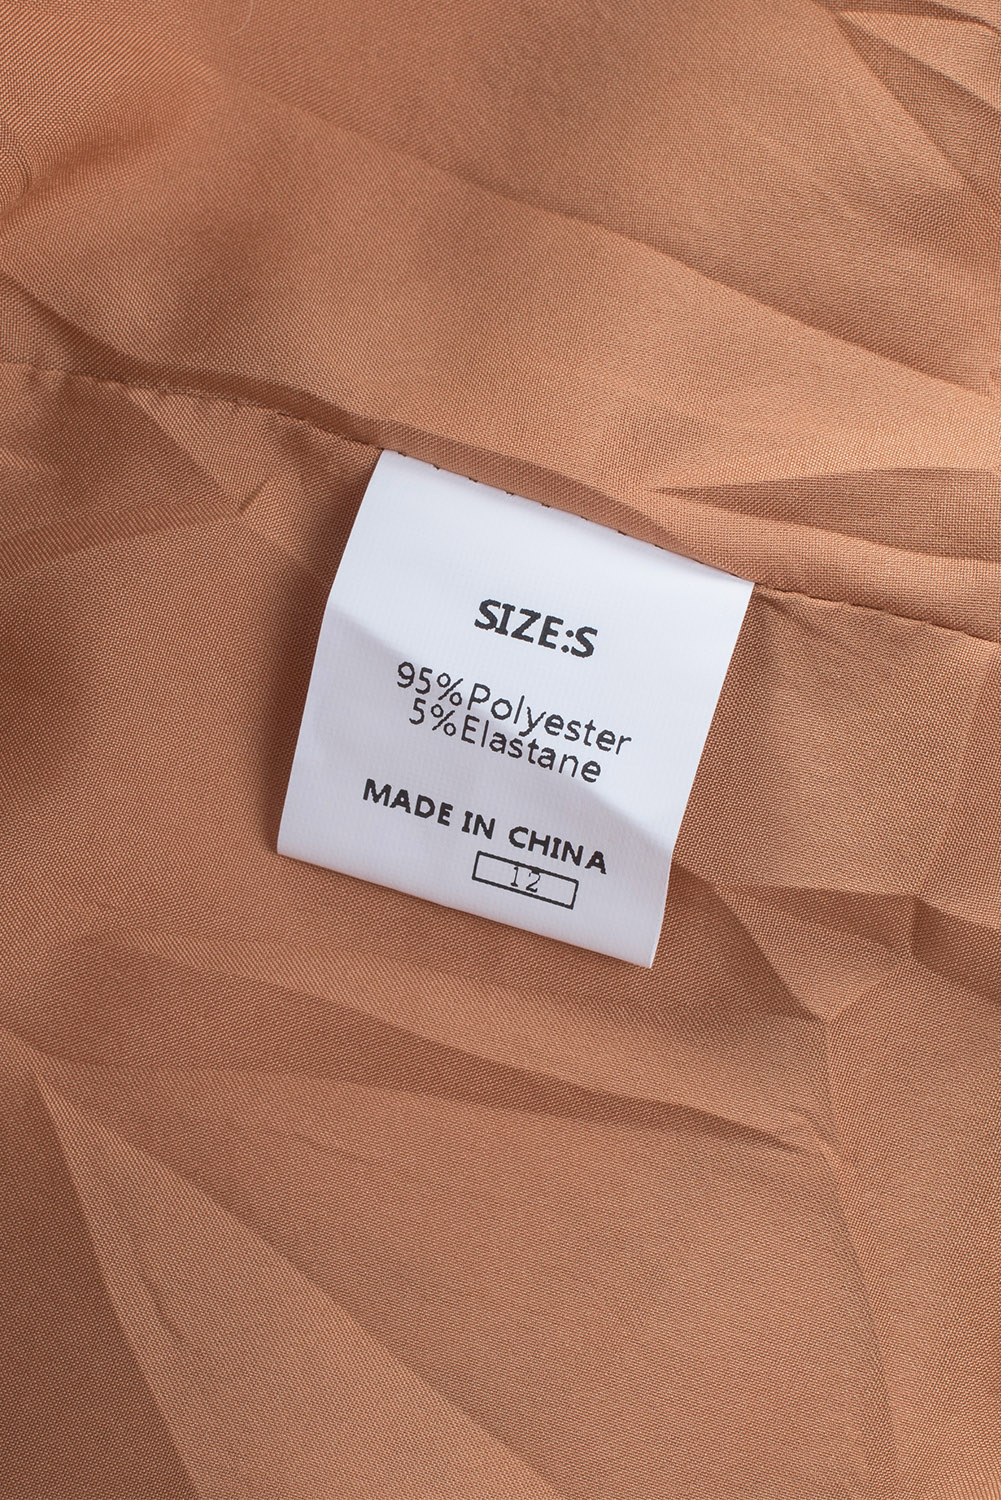 SIZE:S
95%Polyester
5%Elastane
MADE IN CHINA
12